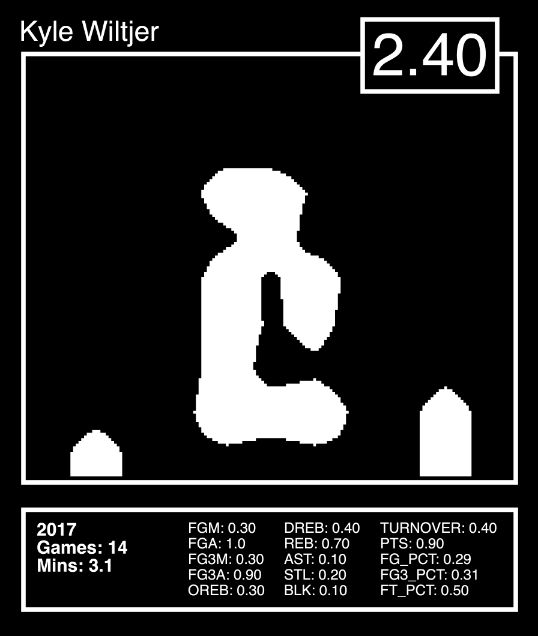 Kyle Wiltjer
2.40
2017
Games: 14
Mins: 3.1
FGM: 0.30
FGA: 1.0
FG3M: 0.30
FG3A: 0.90
OREB: 0.30
DREB: 0.40
REB: 0.70
AST: 0.10
STL: 0.20
BLK: 0.10
TURNOVER: 0.40
PTS: 0.90
FG_PCT: 0.29
FG3_PCT: 0.31
FT_PCT: 0.50